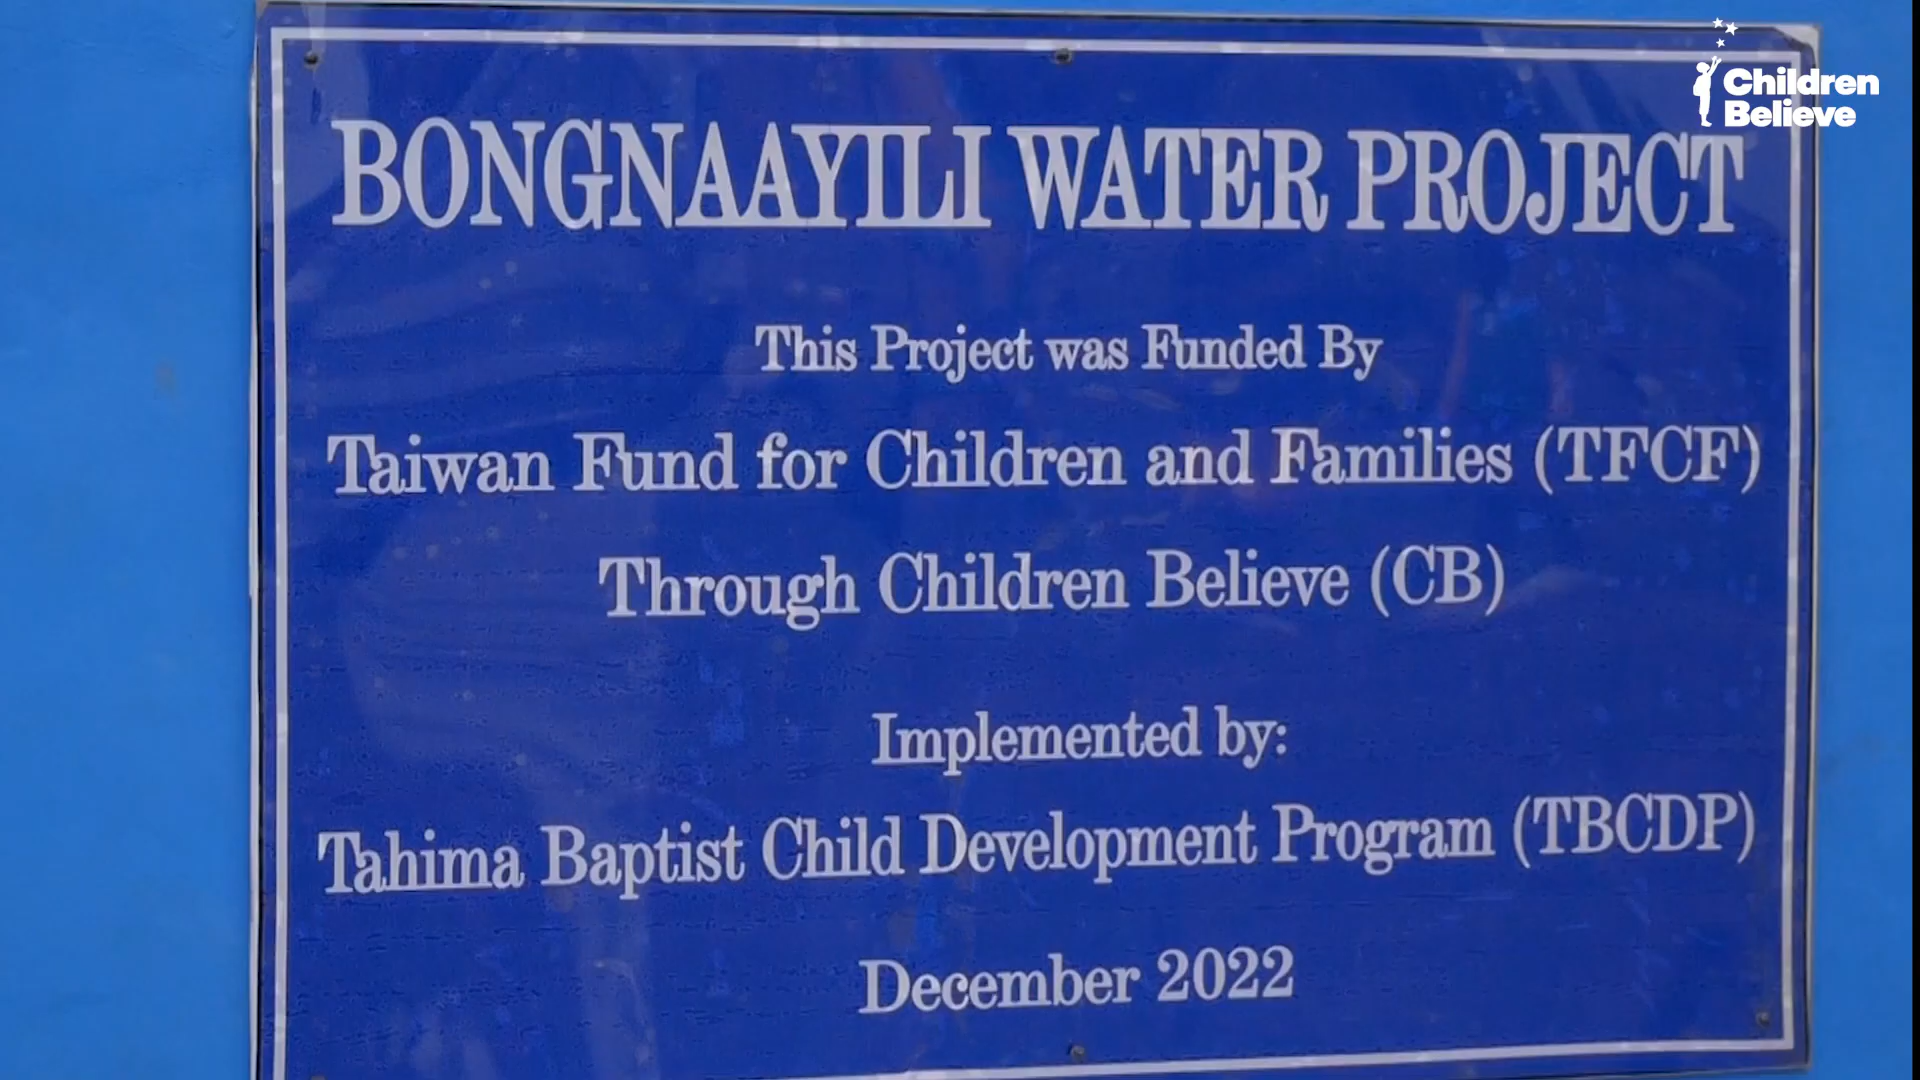 Children
Believe
BONGNAAYILI WATER PROJECT
This Project was Funded By
Taiwan Fund for Children and Families (TFCF)
Through Children Believe (CB)
Implemented by:
Tahima Baptist Child Development Program (TBCDP)
December 2022